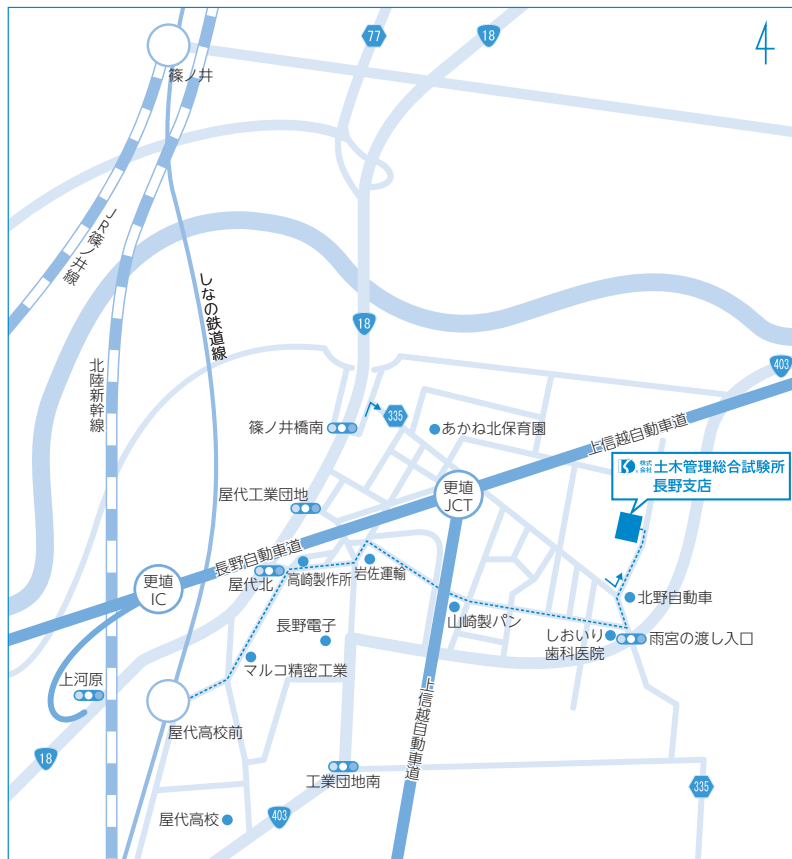 77
18
4
篠ノ井
JR篠ノ井線
しなの鉄道線
18
北陸新幹線
403
335
篠ノ井橋南
あかね北保育園
上信越自動車道
株式会社 土木管理総合試験所
長野支店
更埴
JCT
屋代工業団地
長野自動車道
屋代北
高崎製作所
岩佐運輸
更埴
IC
北野自動車
山崎製パン
長野電子
しおいり
歯科医院
雨宮の渡し入口
マルコ精密工業
上河原
上信越自動車道
屋代高校前
18
工業団地南
335
403
屋代高校